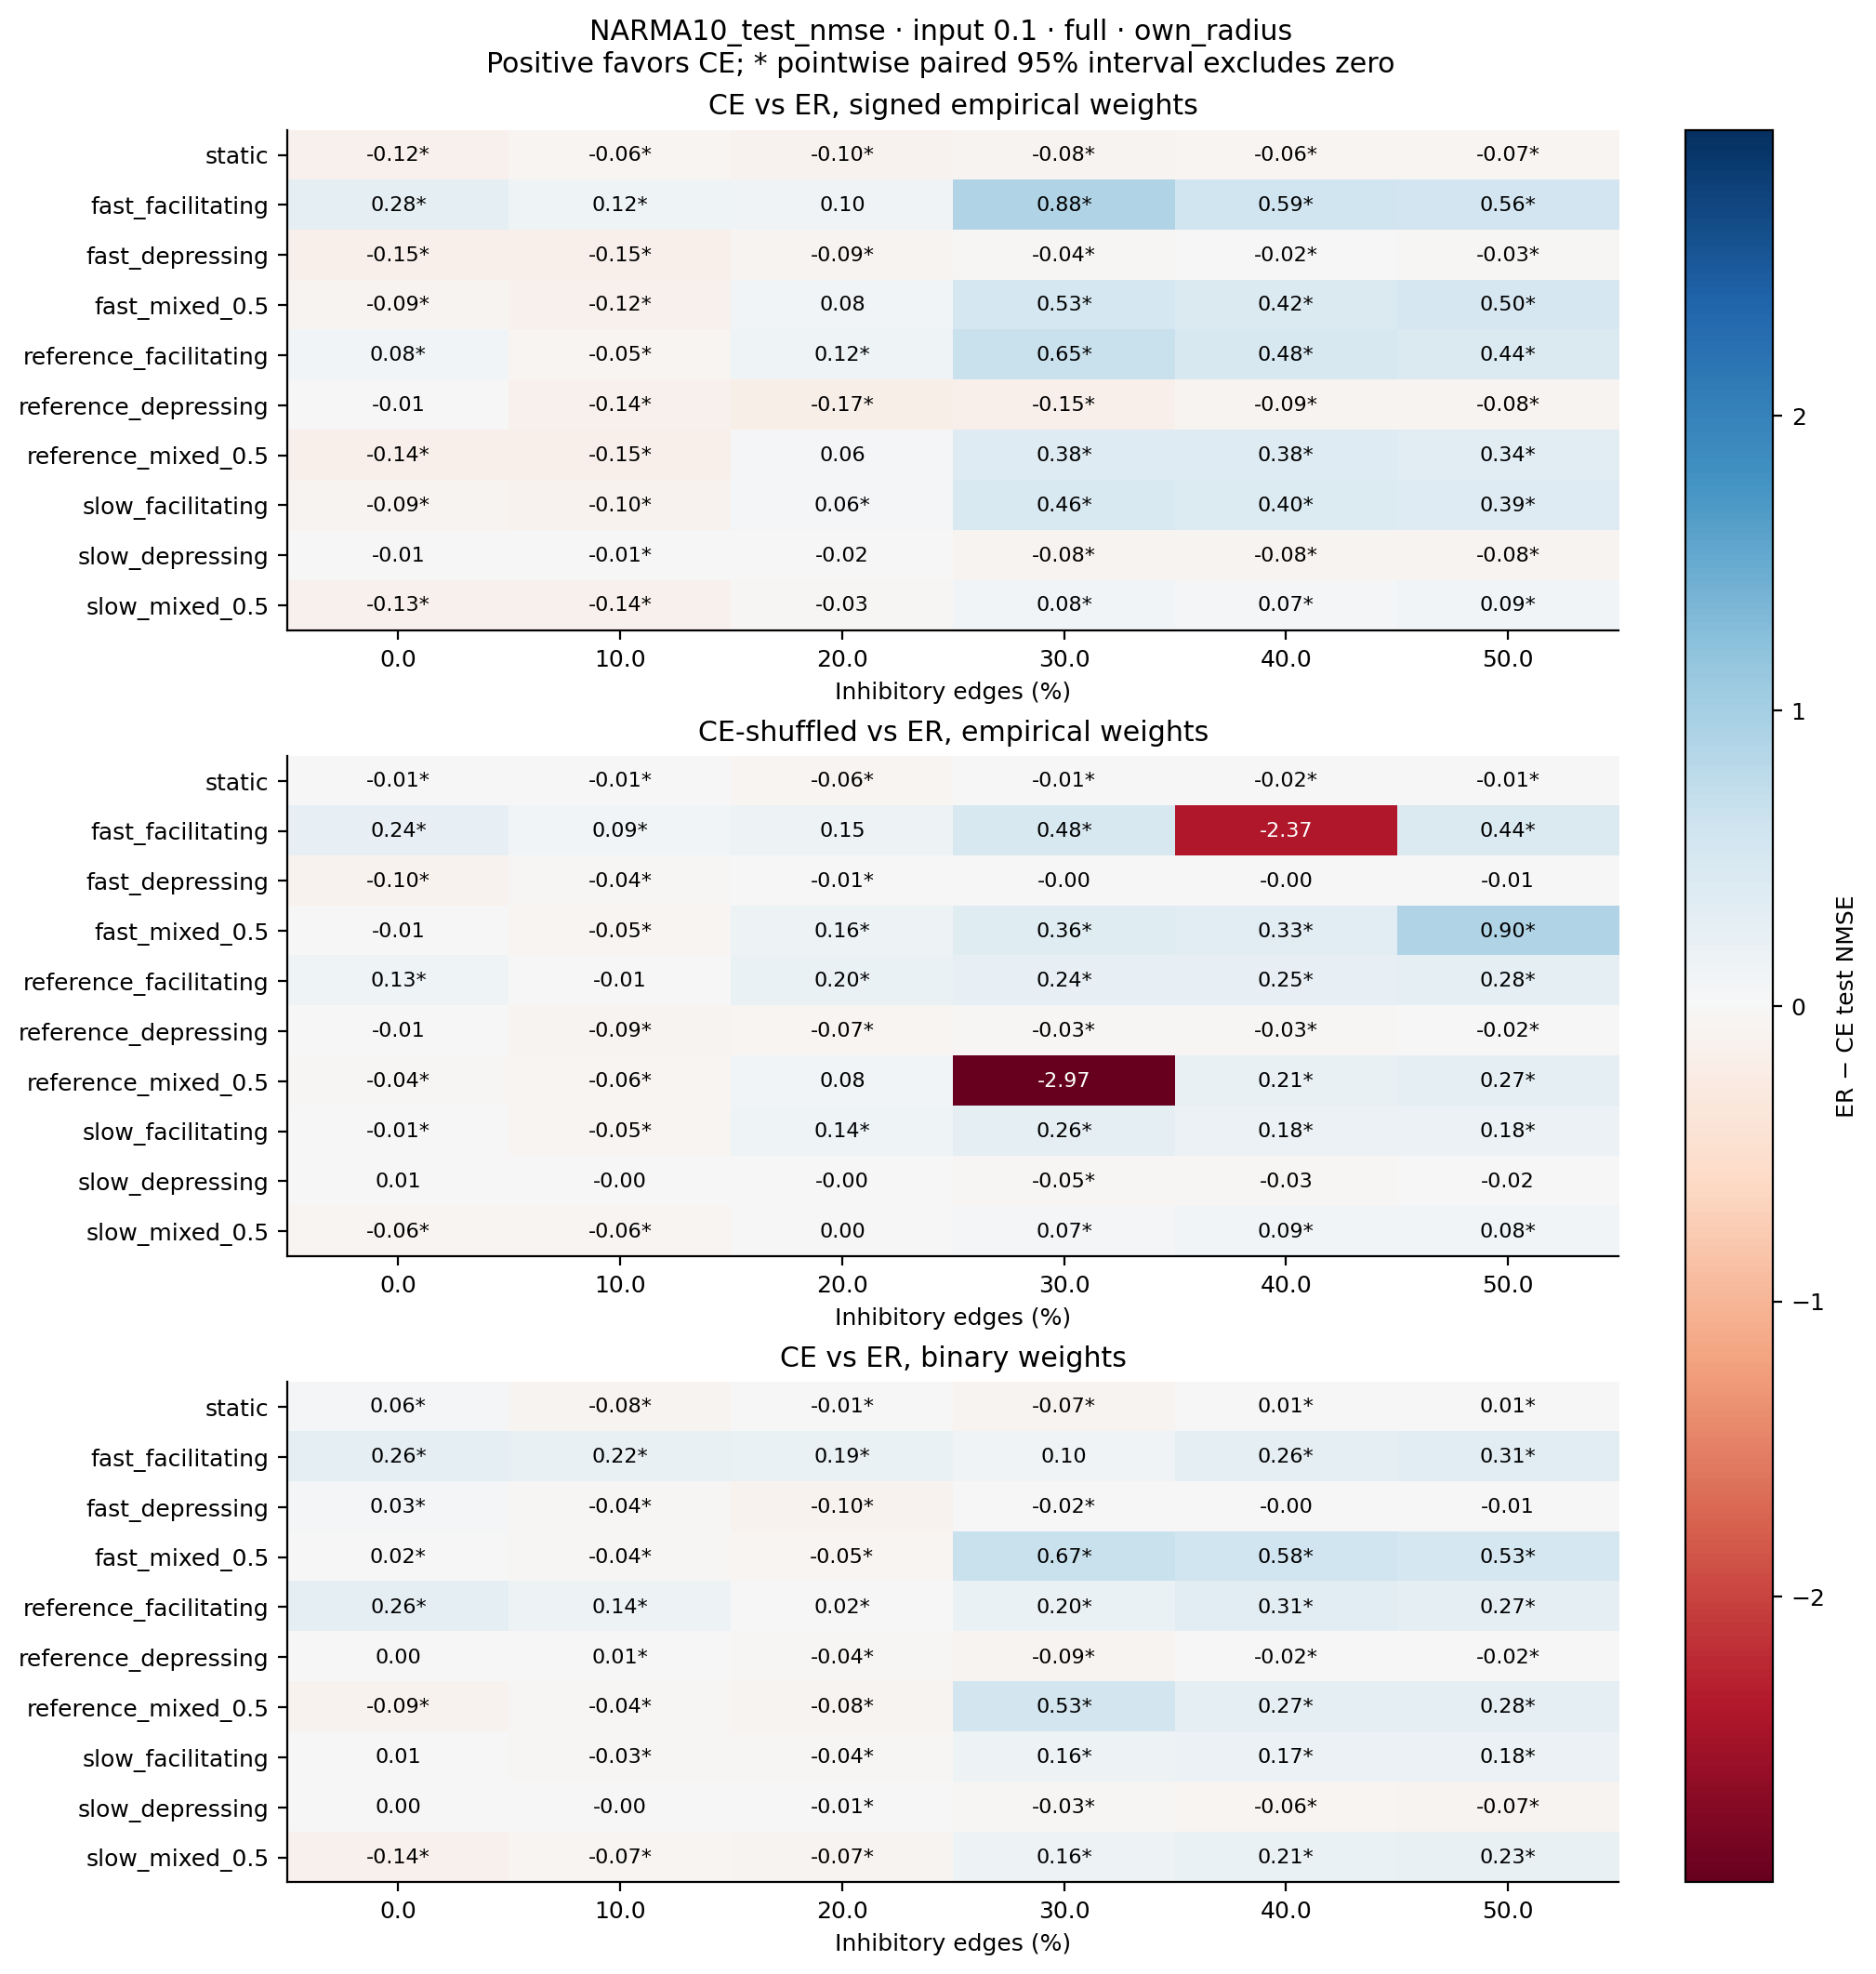 NARMA10_test_nmse · input 0.1 · full · own_radius
Positive favors CE; * pointwise paired 95% interval excludes zero
CE vs ER, signed empirical weights
static -0.12* -0.06* -0.10* -0.08* -0.06* -0.07*
fast_facilitating 0.28* 0.12* 0.10 0.88* 0.59* 0.56*
fast_depressing -0.15* -0.15* -0.09* -0.04* -0.02* -0.03*
fast_mixed_0.5 -0.09* -0.12* 0.08 0.53* 0.42* 0.50*
reference_facilitating 0.08* -0.05* 0.12* 0.65* 0.48* 0.44*
reference_depressing -0.01 -0.14* -0.17* -0.15* -0.09* -0.08*
reference_mixed_0.5 -0.14* -0.15* 0.06 0.38* 0.38* 0.34*
slow_facilitating -0.09* -0.10* 0.06* 0.46* 0.40* 0.39*
slow_depressing -0.01 -0.01* -0.02 -0.08* -0.08* -0.08*
slow_mixed_0.5 -0.13* -0.14* -0.03 0.08* 0.07* 0.09*
0.0 10.0 20.0 30.0 40.0 50.0
Inhibitory edges (%)
CE-shuffled vs ER, empirical weights
static -0.01* -0.01* -0.06* -0.01* -0.02* -0.01*
fast_facilitating 0.24* 0.09* 0.15 0.48* -2.37 0.44*
fast_depressing -0.10* -0.04* -0.01* -0.00 -0.00 -0.01
fast_mixed_0.5 -0.01 -0.05* 0.16* 0.36* 0.33* 0.90*
reference_facilitating 0.13* -0.01 0.20* 0.24* 0.25* 0.28*
reference_depressing -0.01 -0.09* -0.07* -0.03* -0.03* -0.02*
reference_mixed_0.5 -0.04* -0.06* 0.08 -2.97 0.21* 0.27*
slow_facilitating -0.01* -0.05* 0.14* 0.26* 0.18* 0.18*
slow_depressing 0.01 -0.00 -0.00 -0.05* -0.03 -0.02
slow_mixed_0.5 -0.06* -0.06* 0.00 0.07* 0.09* 0.08*
0.0 10.0 20.0 30.0 40.0 50.0
Inhibitory edges (%)
CE vs ER, binary weights
static 0.06* -0.08* -0.01* -0.07* 0.01* 0.01*
fast_facilitating 0.26* 0.22* 0.19* 0.10 0.26* 0.31*
fast_depressing 0.03* -0.04* -0.10* -0.02* -0.00 -0.01
fast_mixed_0.5 0.02* -0.04* -0.05* 0.67* 0.58* 0.53*
reference_facilitating 0.26* 0.14* 0.02* 0.20* 0.31* 0.27*
reference_depressing 0.00 0.01* -0.04* -0.09* -0.02* -0.02*
reference_mixed_0.5 -0.09* -0.04* -0.08* 0.53* 0.27* 0.28*
slow_facilitating 0.01 -0.03* -0.04* 0.16* 0.17* 0.18*
slow_depressing 0.00 -0.00 -0.01* -0.03* -0.06* -0.07*
slow_mixed_0.5 -0.14* -0.07* -0.07* 0.16* 0.21* 0.23*
0.0 10.0 20.0 30.0 40.0 50.0
Inhibitory edges (%)
2
1
0
−1
−2
ER − CE test NMSE